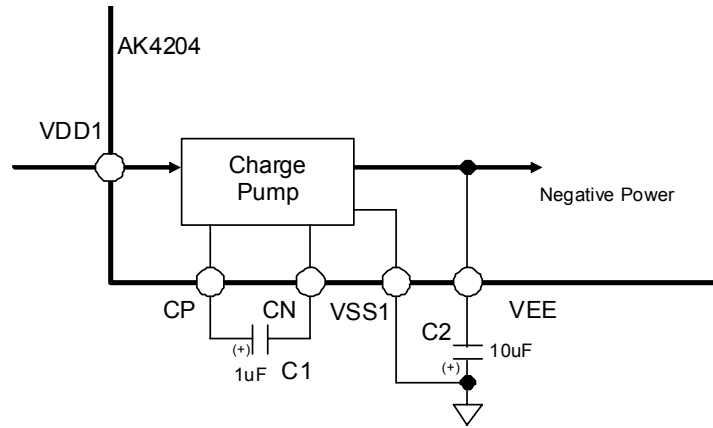 AK4204
VDD1
Charge
Pump
Negative Power
CP
CN
VSS1
VEE
(+)
1uF
C1
C2
10uF
(+)